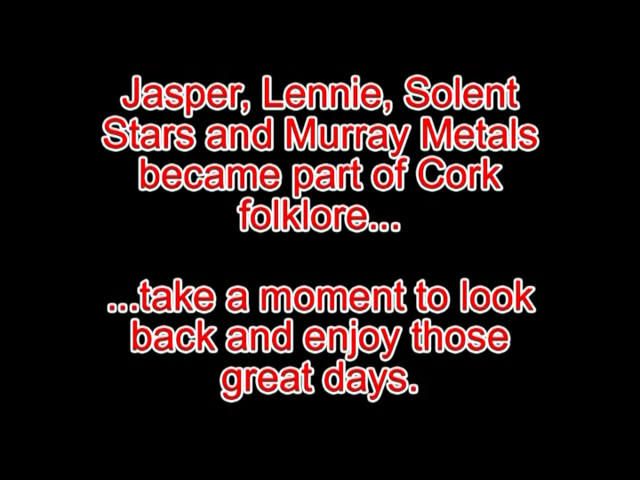 Jasper, Lennie, Solent
Stars and Murray Metals
became part of Cork
folklore...
...take a moment to look
back and enjoy those
great days.